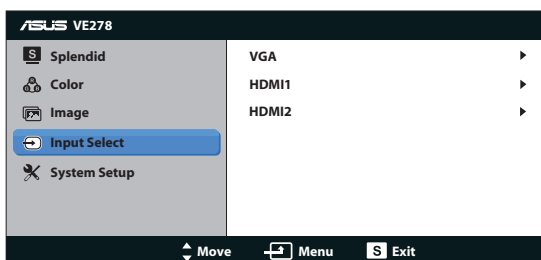 ASUS VE278
S Splendid
Color
Image
Input Select
System Setup
VGA
HDMI1
HDMI2
Move Menu S Exit